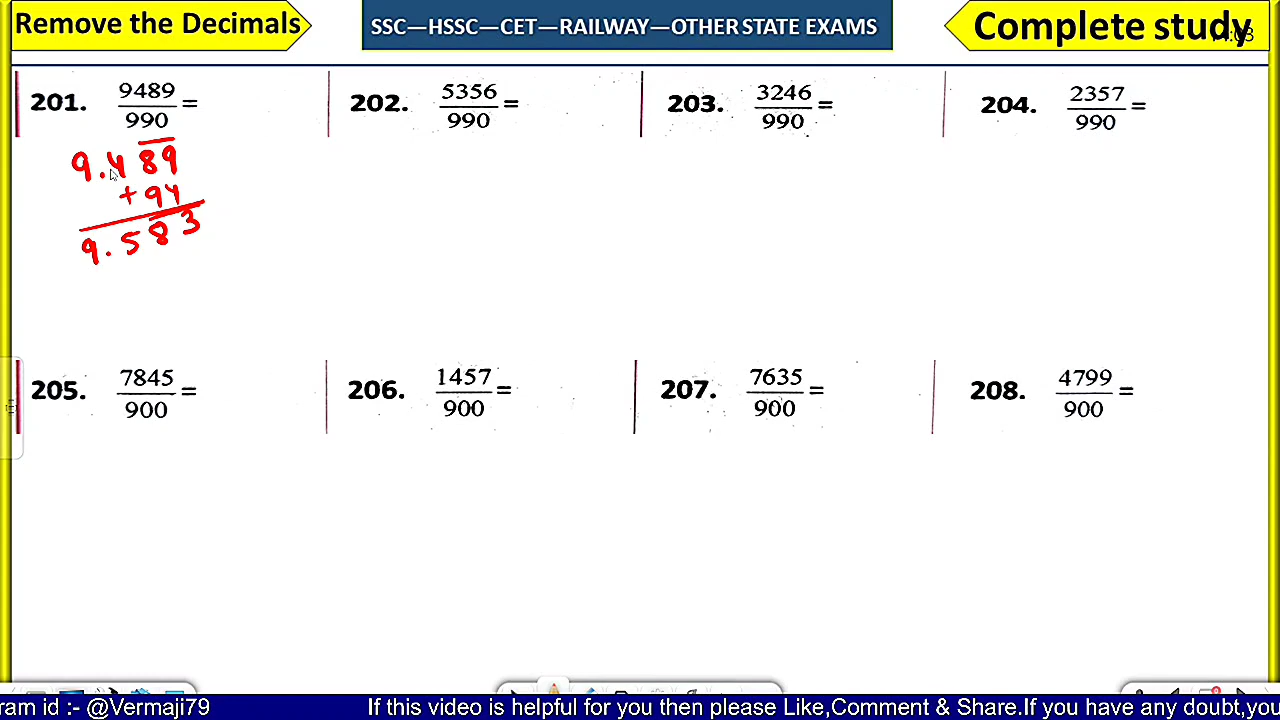 Remove the Decimals
SSC—HSSC—CET—RAILWAY—OTHER STATE EXAMS
Complete study
201. 9489/990 =
202. 5356/990 =
203. 3246/990 =
204. 2357/990 =
9.489
+94
9.583
205. 7845/900 =
206. 1457/900 =
207. 7635/900 =
208. 4799/900 =
ram id :- @Vermaji79 If this video is helpful for you then please Like,Comment & Share.If you have any doubt,you